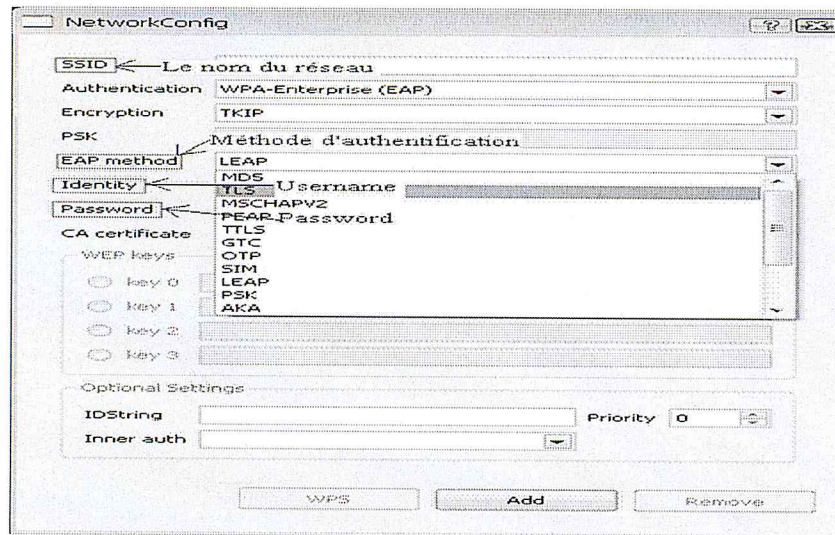 NetworkConfig
SSID Le nom du réseau
Authentication WPA-Enterprise (EAP)
Encryption TKIP
PSK
Méthode d'authentification
EAP method LEAP
MD5
Identity TLS Username
MSCHAPV2
Password PEAP Password
CA certificate TTLS
GTC
WEP keys OTP
SIM
key 0 LEAP
PSK
key 1 AKA
key 2
key 3
Optional Settings
IDString Priority 0
Inner auth
WPS Add Remove